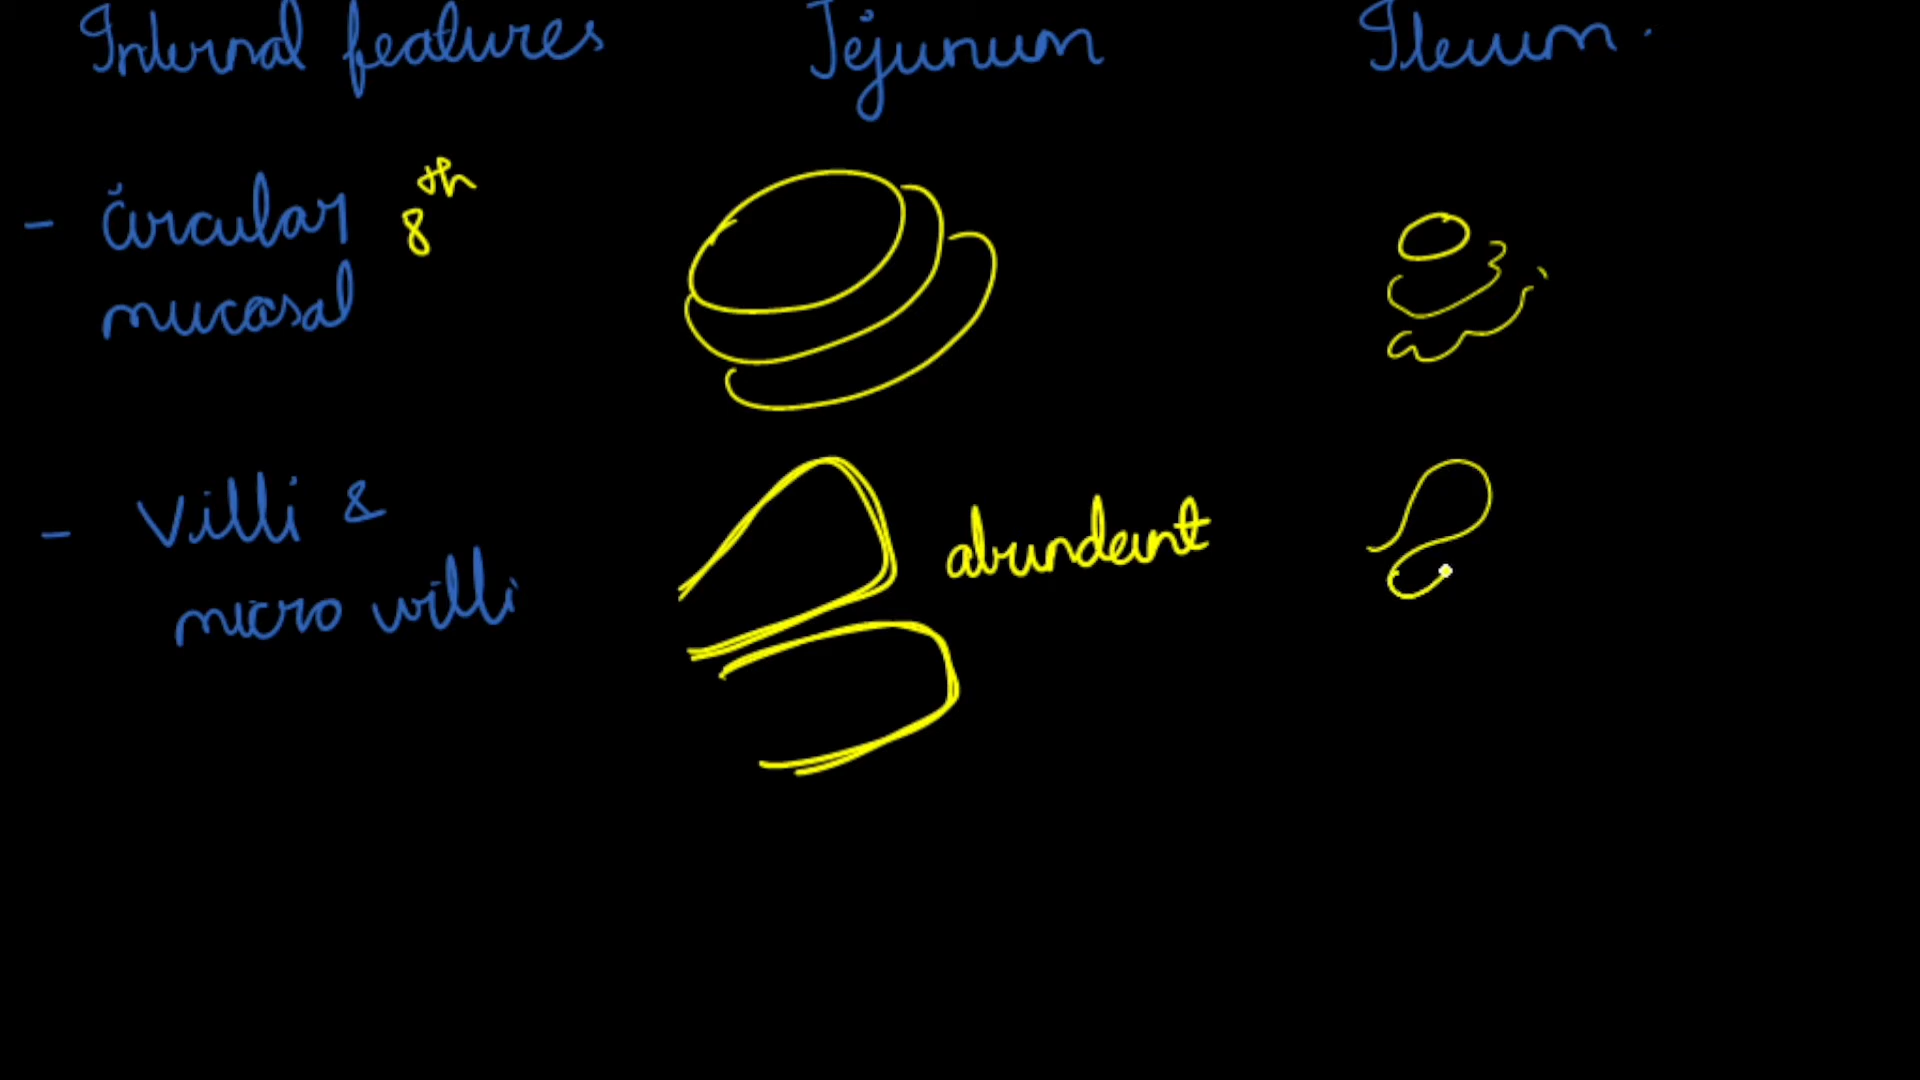 Internal features Jejunum Ileum.
- circular 8th
mucosal
- Villi &
micro villi
abundant